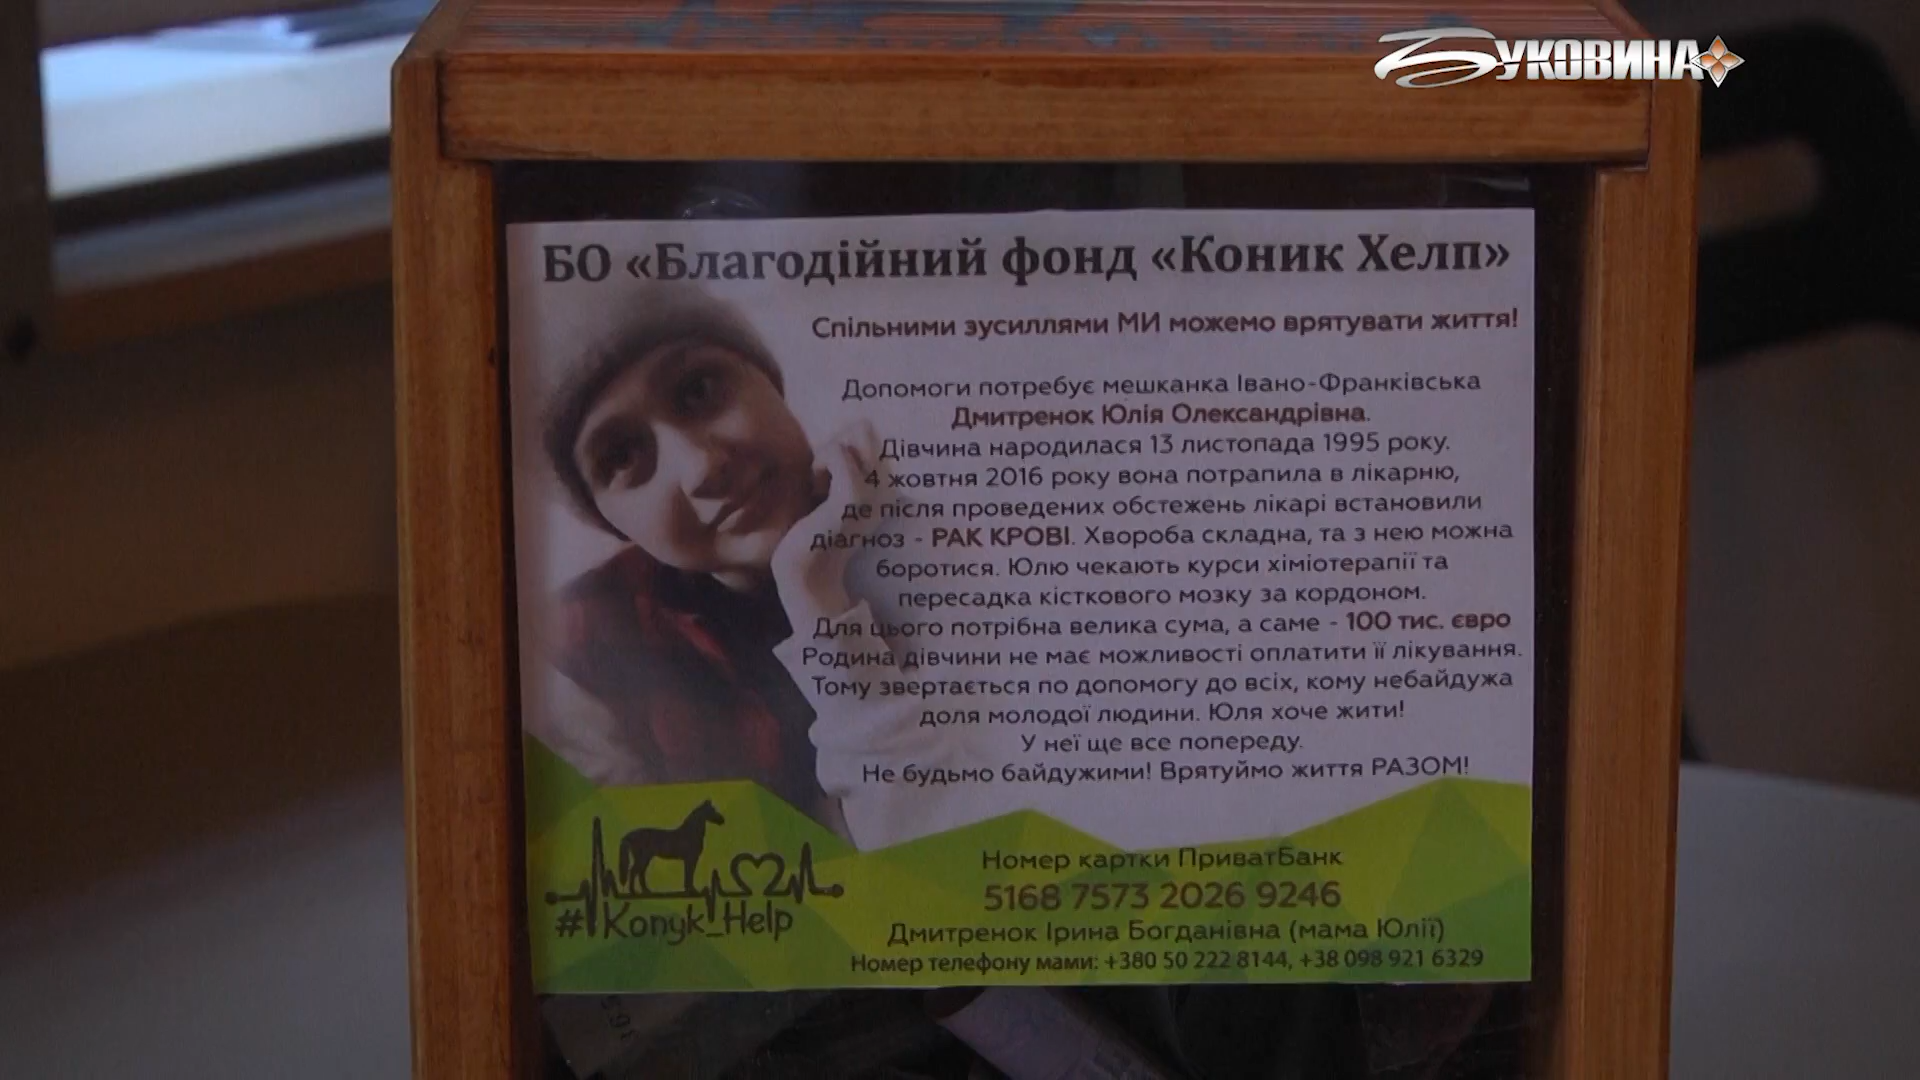 БУКОВИНА
БО «Благодійний фонд «Коник Хелп»
Спільними зусиллями МИ можемо врятувати життя!
Допомоги потребує мешканка Івано-Франківська
Дмитренок Юлія Олександрівна.
Дівчина народилася 13 листопада 1995 року.
4 жовтня 2016 року вона потрапила в лікарню,
де після проведених обстежень лікарі встановили
діагноз - РАК КРОВІ. Хвороба складна, та з нею можна
боротися. Юлю чекають курси хіміотерапії та
пересадка кісткового мозку за кордоном.
Для цього потрібна велика сума, а саме - 100 тис. євро
Родина дівчини не має можливості оплатити її лікування.
Тому звертається по допомогу до всіх, кому небайдужа
доля молодої людини. Юля хоче жити!
У неї ще все попереду.
Не будьмо байдужими! Врятуймо життя РАЗОМ!
#Konyk_Help
Номер картки ПриватБанк
5168 7573 2026 9246
Дмитренок Ірина Богданівна (мама Юлії)
Номер телефону мами: +380 50 222 8144, +38 098 921 6329